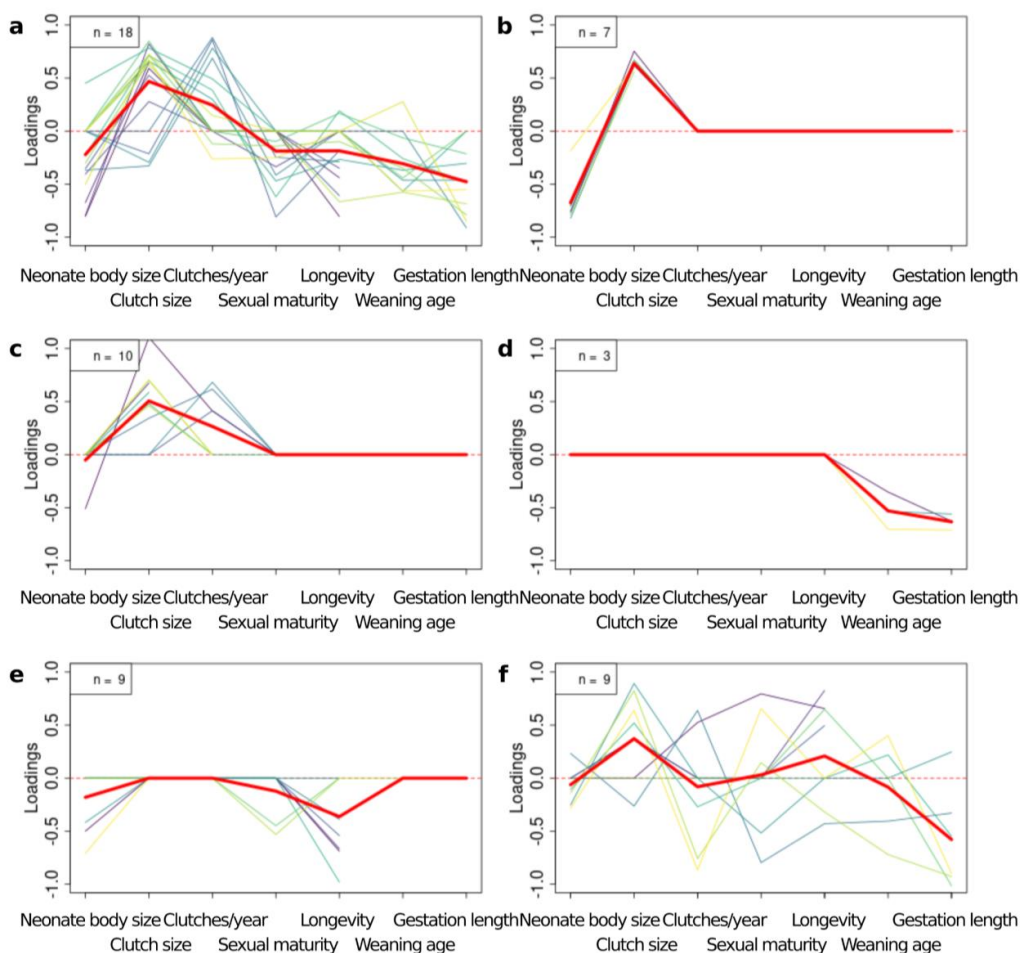 a
n = 18
Loadings
1.0
0.5
0.0
-0.5
-1.0
Neonate body size Clutches/year Longevity Gestation length
Clutch size Sexual maturity Weaning age
b
n = 7
Loadings
1.0
0.5
0.0
-0.5
-1.0
Neonate body size Clutches/year Longevity Gestation length
Clutch size Sexual maturity Weaning age
c
n = 10
Loadings
1.0
0.5
0.0
-0.5
-1.0
Neonate body size Clutches/year Longevity Gestation length
Clutch size Sexual maturity Weaning age
d
n = 3
Loadings
1.0
0.5
0.0
-0.5
-1.0
Neonate body size Clutches/year Longevity Gestation length
Clutch size Sexual maturity Weaning age
e
n = 9
Loadings
1.0
0.5
0.0
-0.5
-1.0
Neonate body size Clutches/year Longevity Gestation length
Clutch size Sexual maturity Weaning age
f
n = 9
Loadings
1.0
0.5
0.0
-0.5
-1.0
Neonate body size Clutches/year Longevity Gestation length
Clutch size Sexual maturity Weaning age